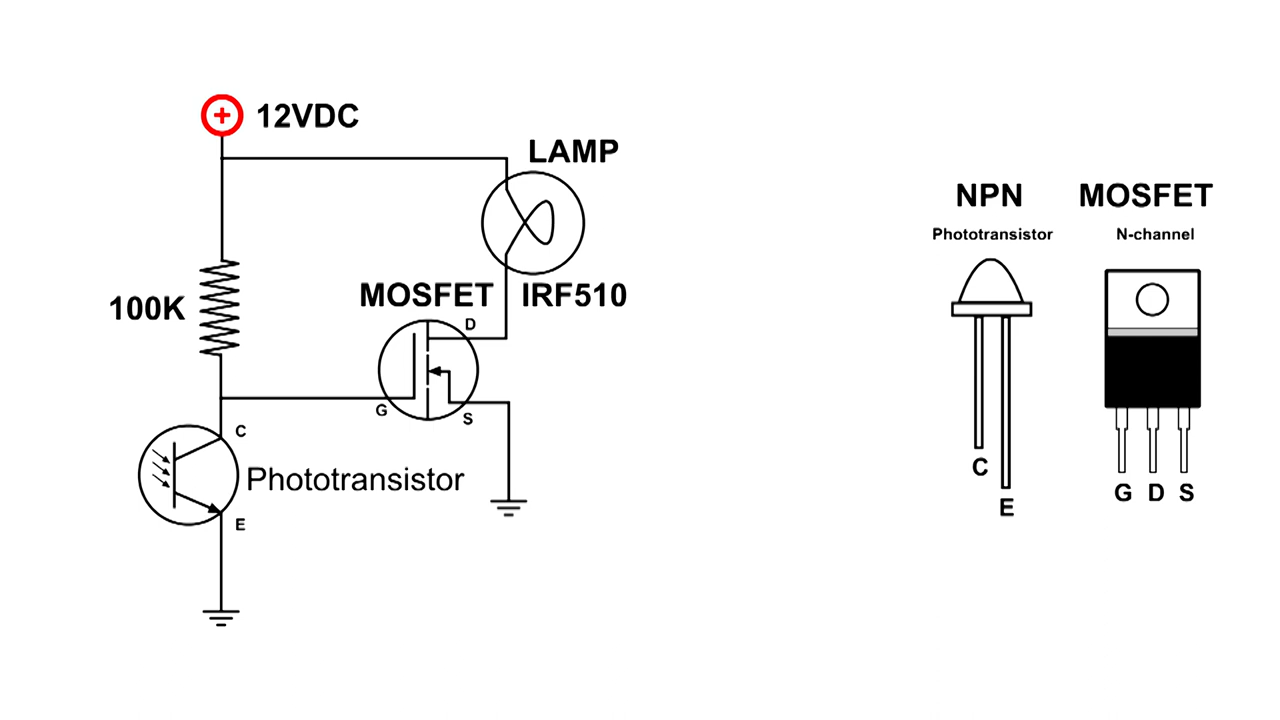 12VDC
LAMP
100K
MOSFET IRF510
D
G
S
C
Phototransistor
E
NPN
Phototransistor
C
E
MOSFET
N-channel
G D S